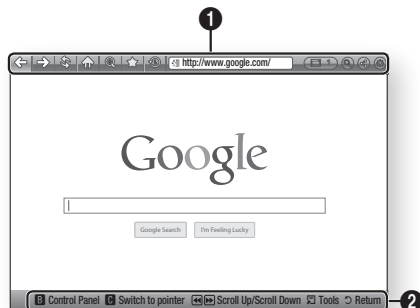 1
http://www.google.com/
1
Google
Google Search I'm Feeling Lucky
B Control Panel C Switch to pointer Scroll Up/Scroll Down Tools Return
2